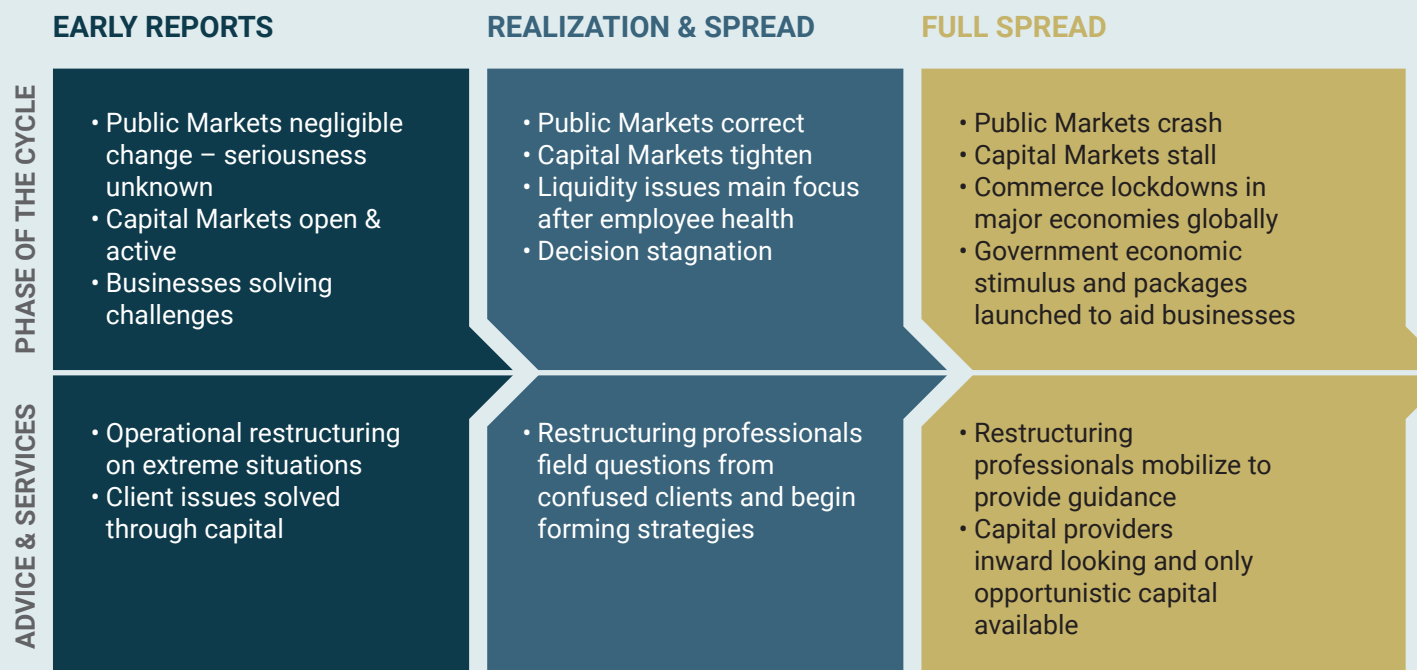 EARLY REPORTS
REALIZATION & SPREAD
FULL SPREAD
PHASE OF THE CYCLE
• Public Markets negligible
change – seriousness
unknown
• Capital Markets open &
active
• Businesses solving
challenges
• Public Markets correct
• Capital Markets tighten
• Liquidity issues main focus
after employee health
• Decision stagnation
• Public Markets crash
• Capital Markets stall
• Commerce lockdowns in
major economies globally
• Government economic
stimulus and packages
launched to aid businesses
ADVICE & SERVICES
• Operational restructuring
on extreme situations
• Client issues solved
through capital
• Restructuring professionals
field questions from
confused clients and begin
forming strategies
• Restructuring
professionals mobilize to
provide guidance
• Capital providers
inward looking and only
opportunistic capital
available